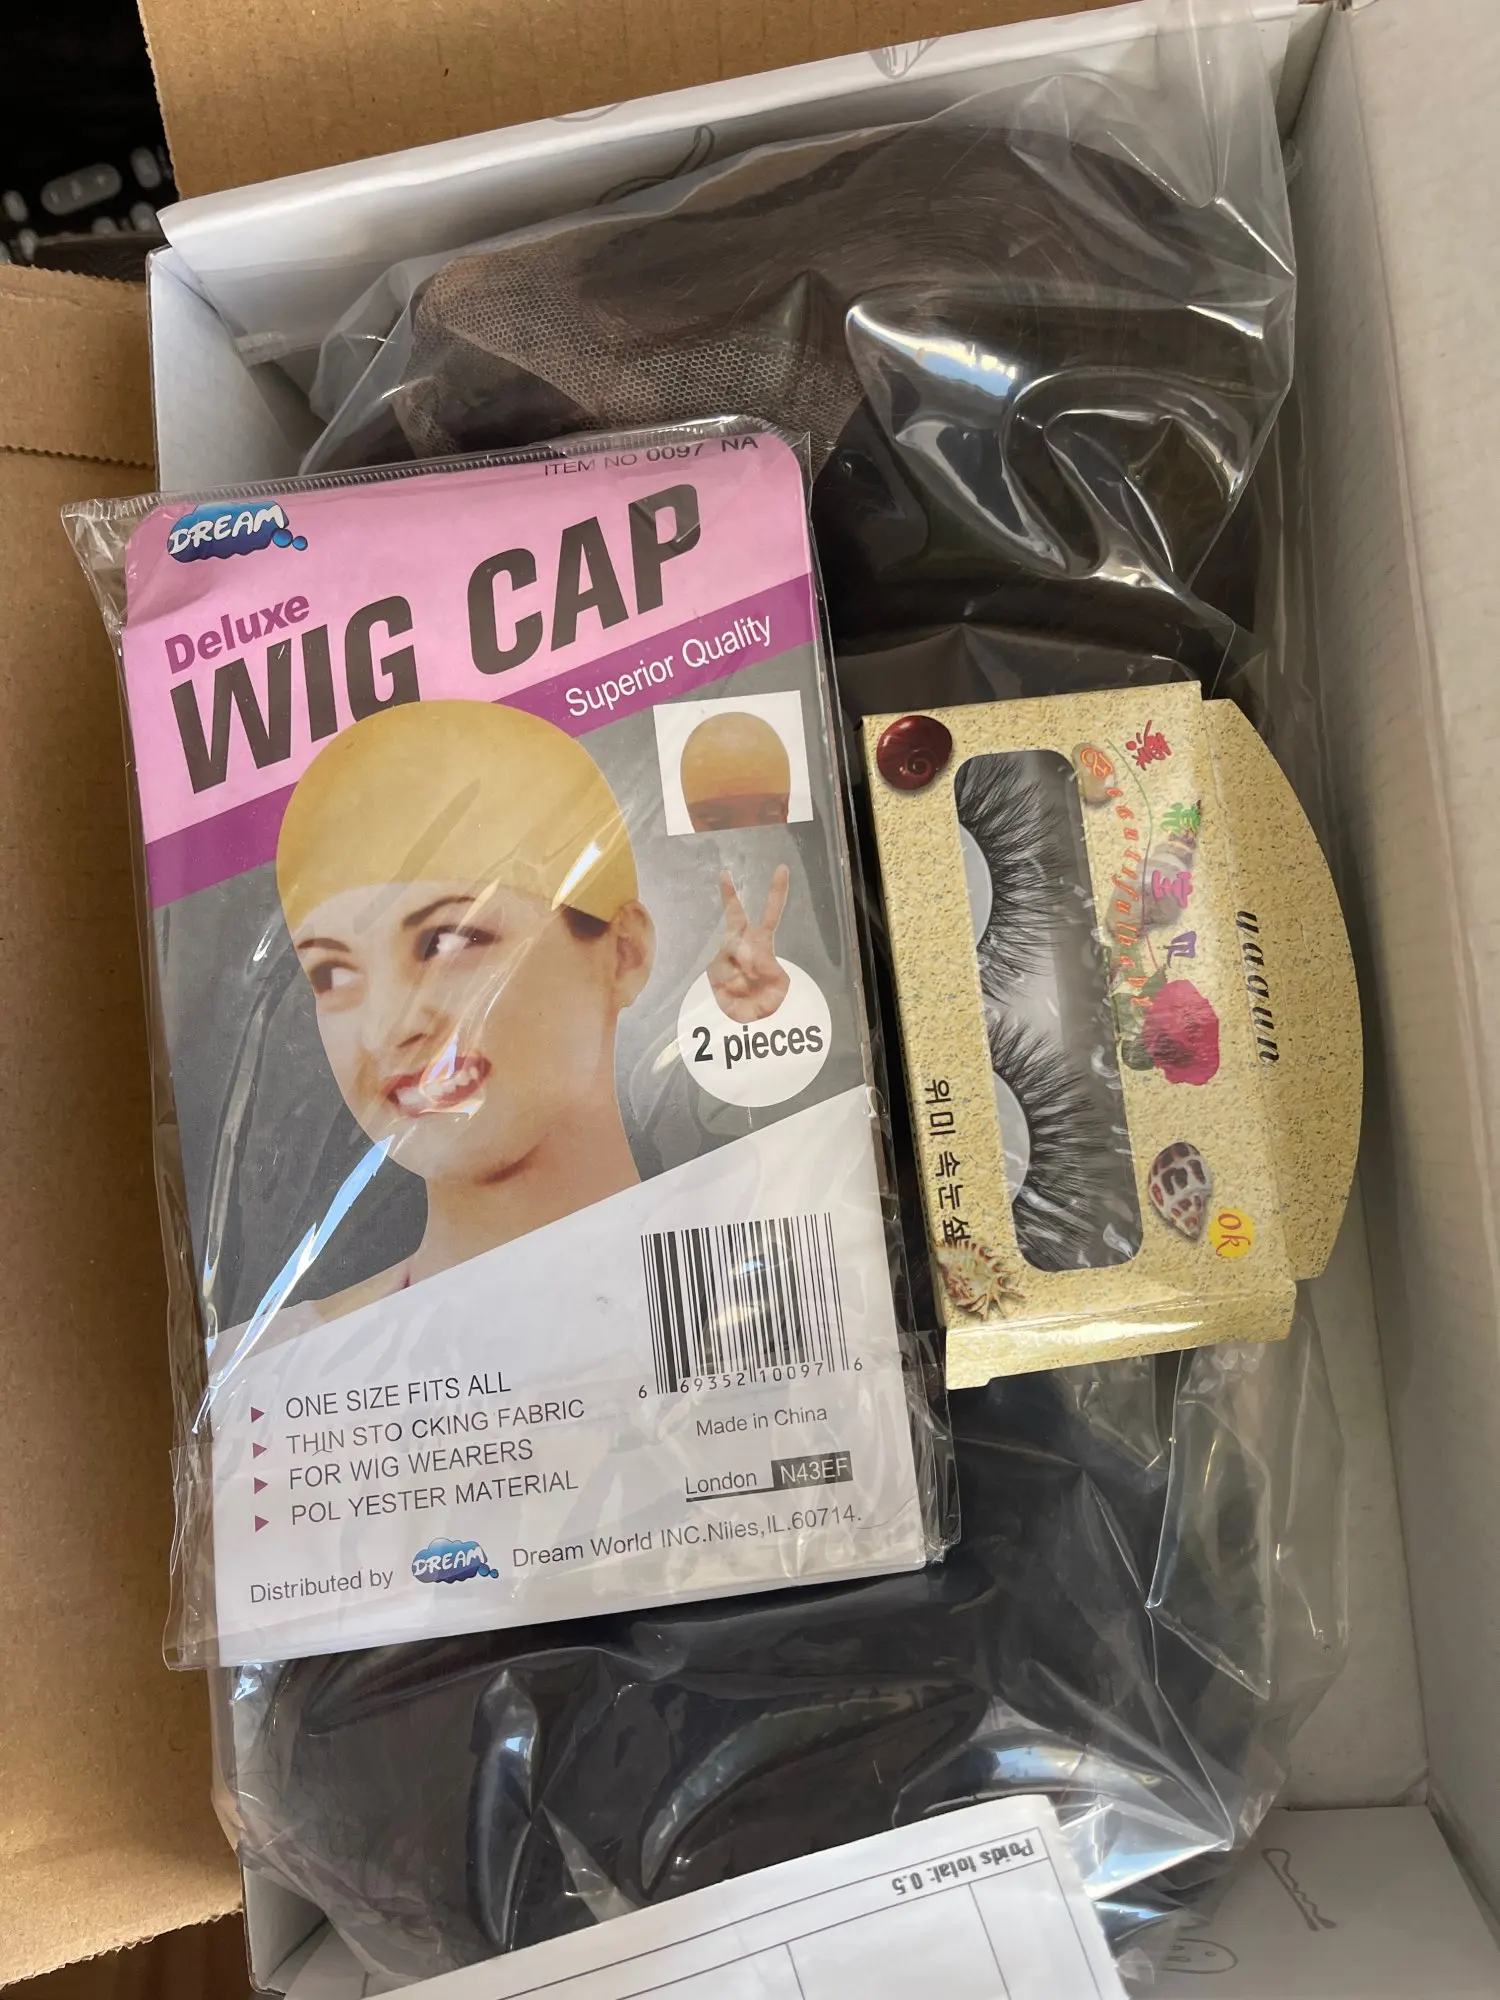 ITEM NO 0097 NA
DREAM
Deluxe
WIG CAP
Superior Quality
2 pieces
6 69352 10097 6
ONE SIZE FITS ALL
THIN STO CKING FABRIC
FOR WIG WEARERS
POL YESTER MATERIAL
Made in China
London N43EF
Distributed by DREAM Dream World INC.Niles,IL.60714.
yagun
위미 속눈썹
ok
Poids total: 0.5